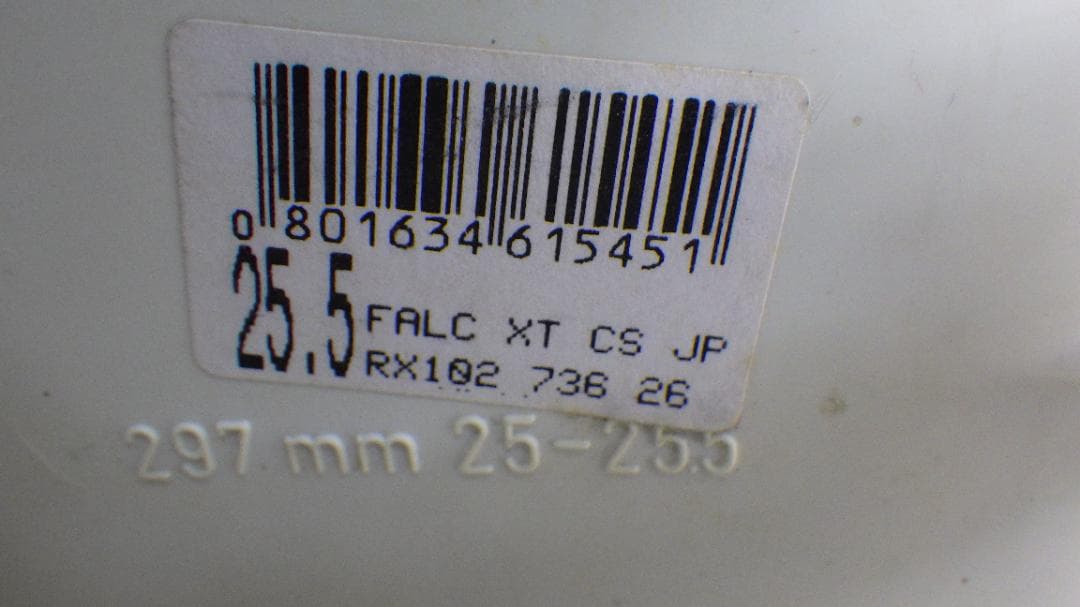 0 801634 615451
25.5
FALC XT CS JP
RX102 736 26
297 mm 25-25.5